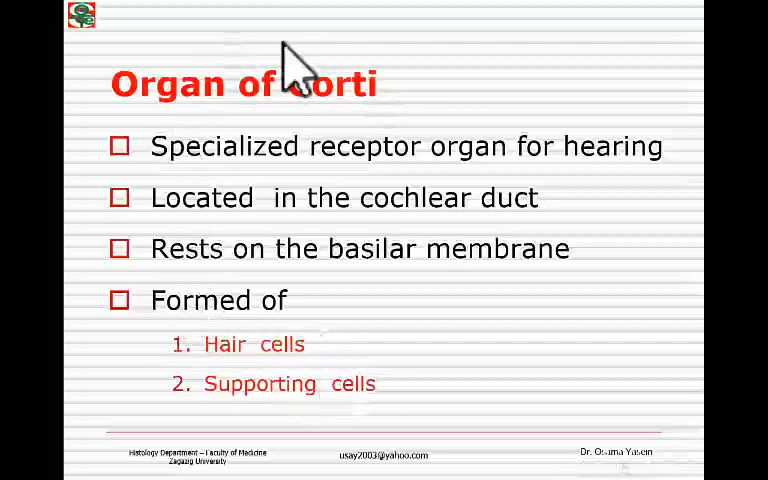 Organ of Corti
Specialized receptor organ for hearing
Located in the cochlear duct
Rests on the basilar membrane
Formed of
1. Hair cells
2. Supporting cells
Histology Department – Faculty of Medicine
Zagazig University
usay2003@yahoo.com
Dr. Osama Yasein